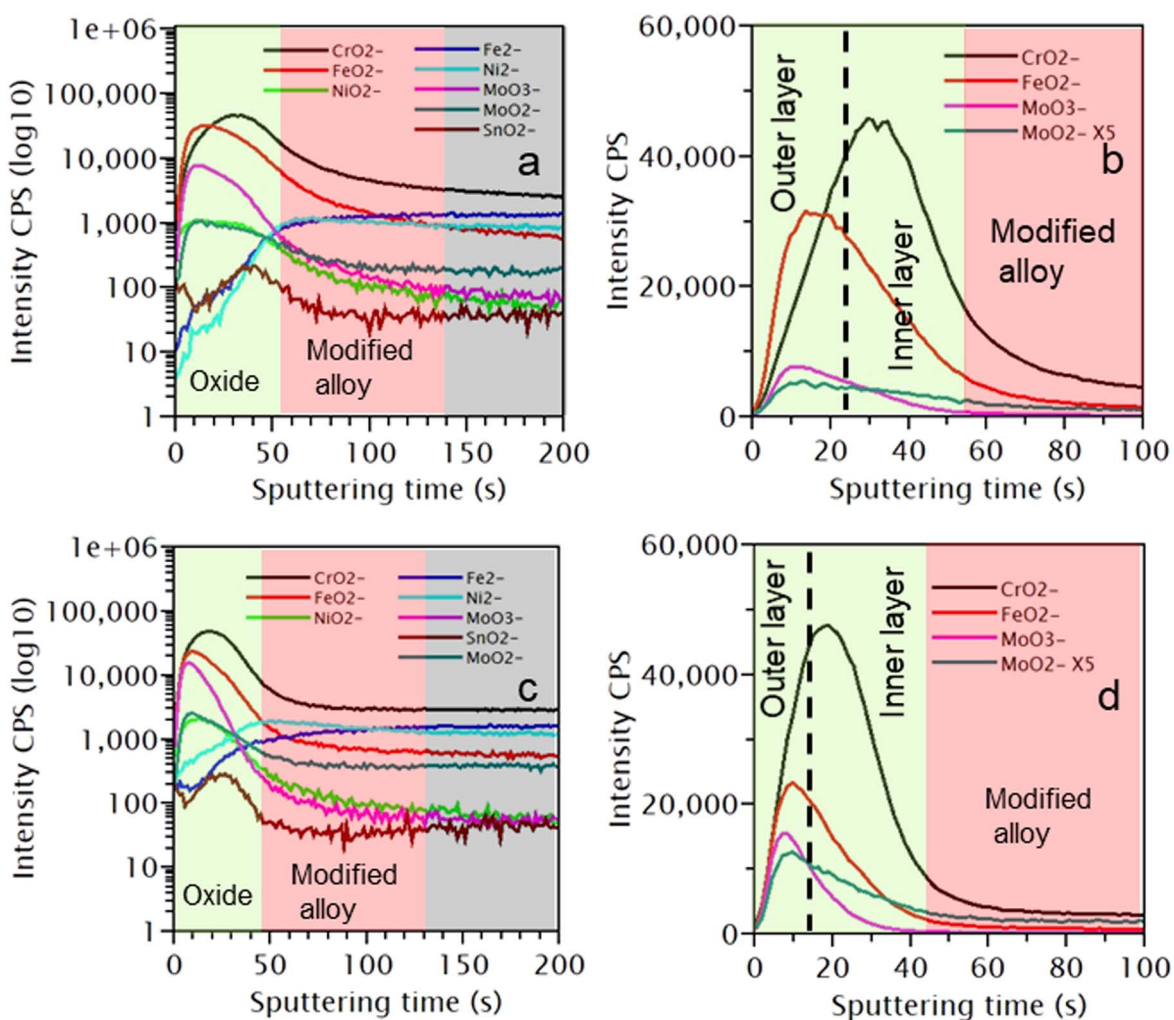 Intensity CPS (log10)
1e+06
100,000
10,000
1,000
100
10
1
CrO2−
FeO2−
NiO2−
Fe2−
Ni2−
MoO3−
MoO2−
SnO2−
a
Oxide
Modified
alloy
0 50 100 150 200
Sputtering time (s)
Intensity CPS
60,000
40,000
20,000
0
Outer layer
Inner layer
CrO2−
FeO2−
MoO3−
MoO2− X5
b
Modified
alloy
0 20 40 60 80 100
Sputtering time (s)
Intensity CPS (log10)
1e+06
100,000
10,000
1,000
100
10
1
CrO2−
FeO2−
NiO2−
Fe2−
Ni2−
MoO3−
SnO2−
MoO2−
c
Oxide
Modified
alloy
0 50 100 150 200
Sputtering time (s)
Intensity CPS
60,000
40,000
20,000
0
Outer layer
Inner layer
CrO2−
FeO2−
MoO3−
MoO2− X5
d
Modified
alloy
0 20 40 60 80 100
Sputtering time (s)